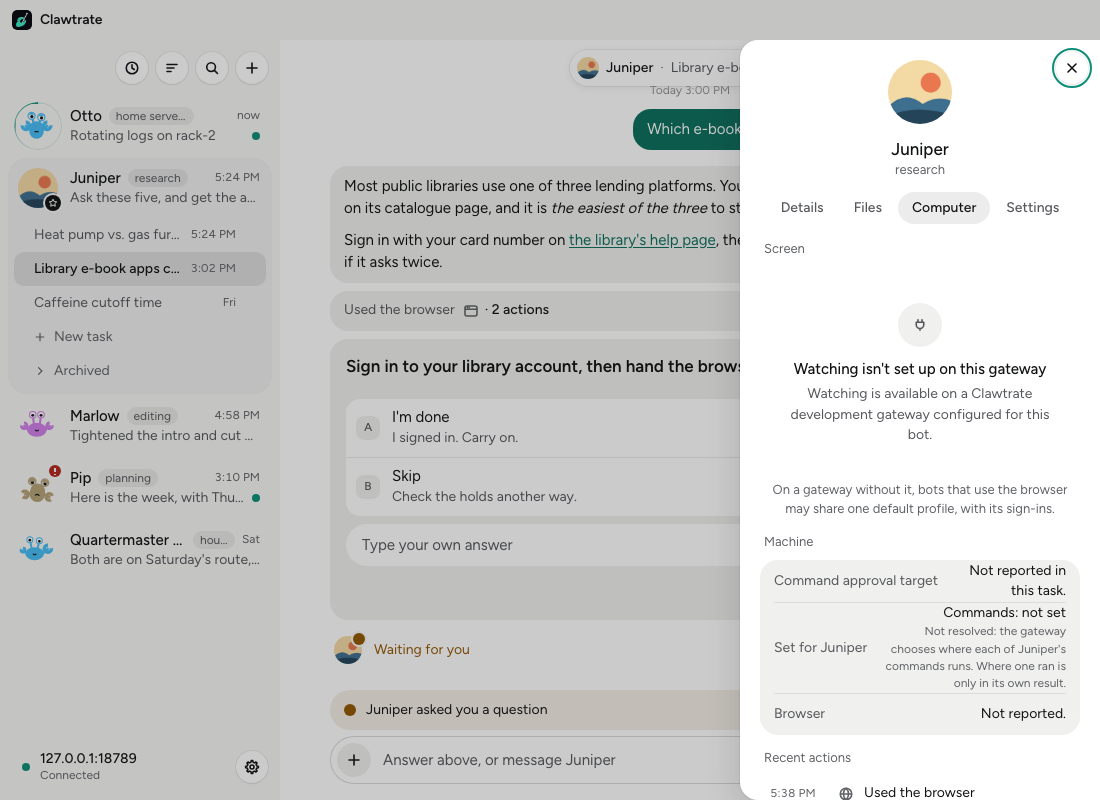 Clawtrate
Otto home serve... now
Rotating logs on rack-2
Juniper research 5:24 PM
Ask these five, and get the a...
Heat pump vs. gas fur... 5:24 PM
Library e-book apps c... 3:02 PM
Caffeine cutoff time Fri
New task
Archived
Marlow editing 4:58 PM
Tightened the intro and cut ...
Pip planning 3:10 PM
Here is the week, with Thu...
Quartermaster ... hou... Sat
Both are on Saturday's route,...
127.0.0.1:18789
Connected
Juniper · Library e-b
Today 3:00 PM
Which e-book
Most public libraries use one of three lending platforms. You
on its catalogue page, and it is the easiest of the three to st
Sign in with your card number on the library's help page, the
if it asks twice.
Used the browser · 2 actions
Sign in to your library account, then hand the brows
A I'm done
I signed in. Carry on.
B Skip
Check the holds another way.
Type your own answer
Waiting for you
Juniper asked you a question
Answer above, or message Juniper
Juniper
research
Details Files Computer Settings
Screen
Watching isn't set up on this gateway
Watching is available on a Clawtrate
development gateway configured for this
bot.
On a gateway without it, bots that use the browser
may share one default profile, with its sign-ins.
Machine
Command approval target Not reported in
this task.
Set for Juniper Commands: not set
Not resolved: the gateway
chooses where each of Juniper's
commands runs. Where one ran is
only in its own result.
Browser Not reported.
Recent actions
5:38 PM Used the browser